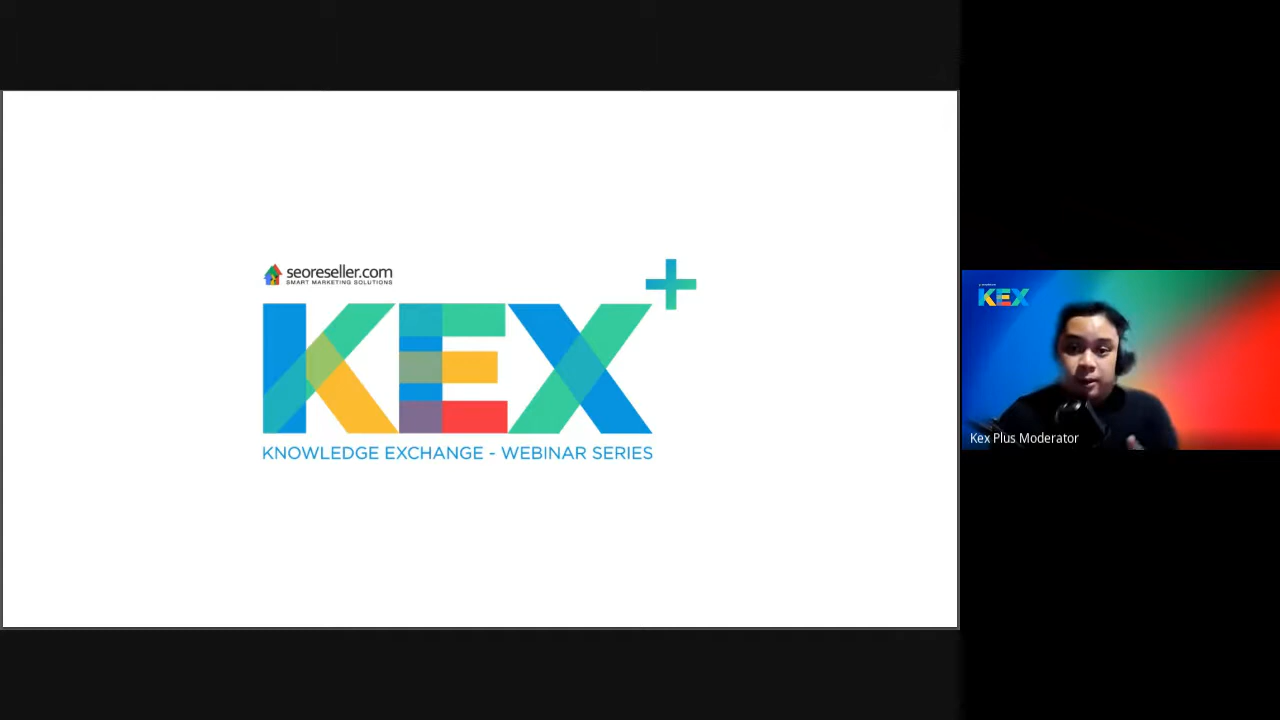 seoreseller.com
SMART MARKETING SOLUTIONS
KEX+
KNOWLEDGE EXCHANGE - WEBINAR SERIES
KEX
Kex Plus Moderator